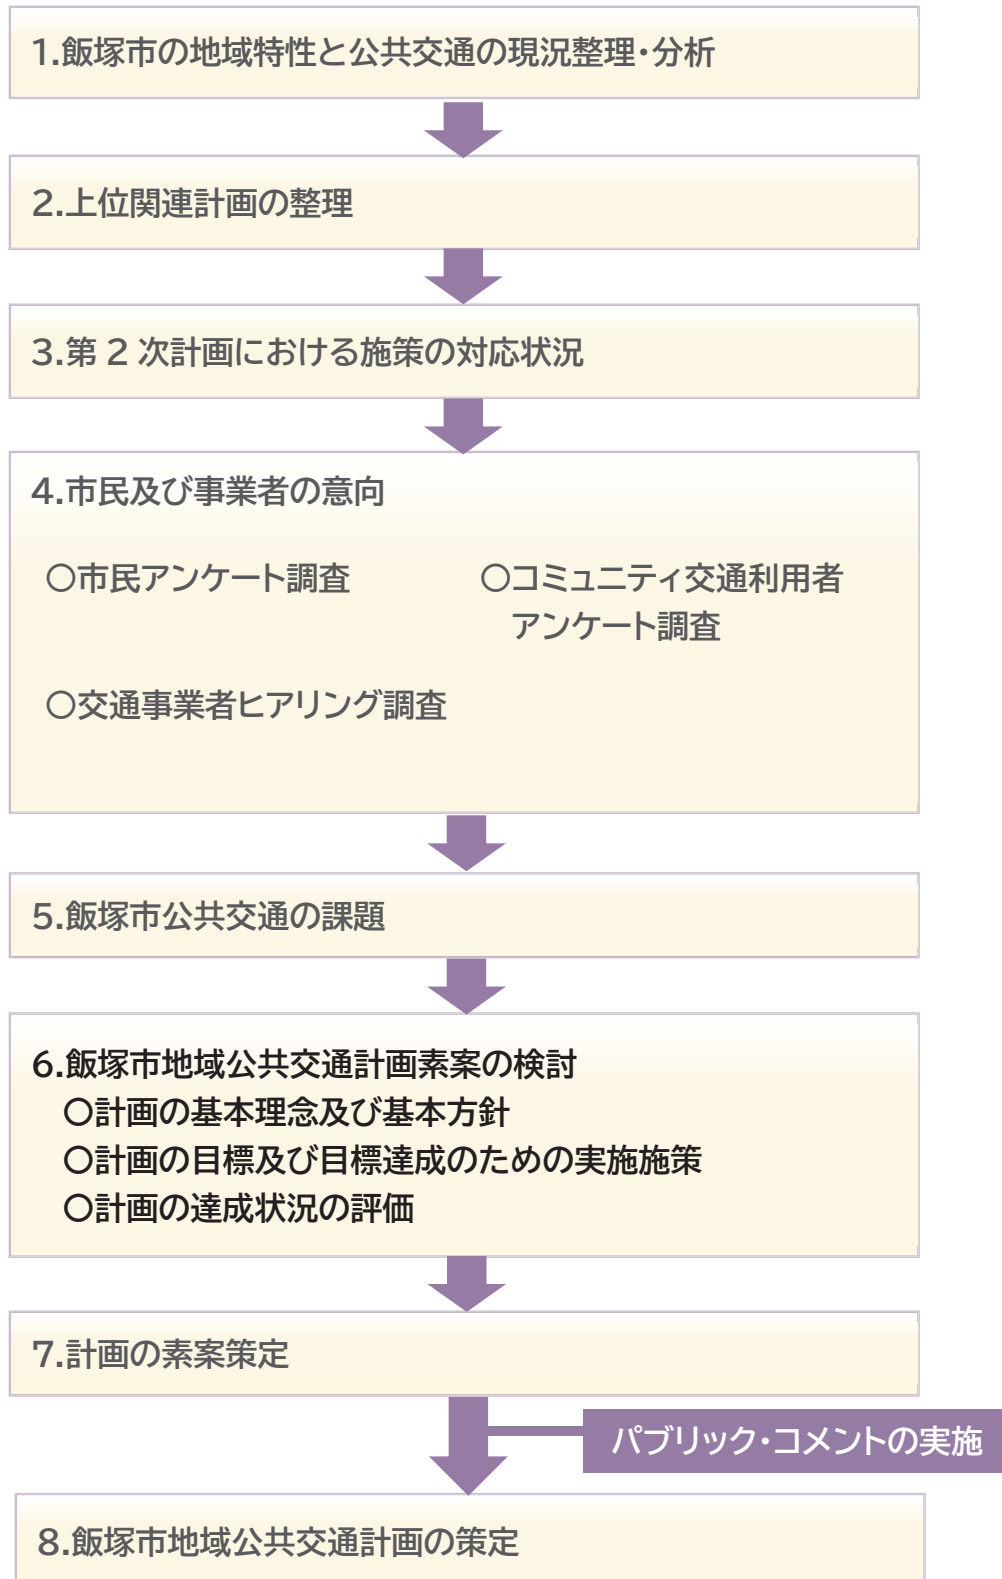 1.飯塚市の地域特性と公共交通の現況整理・分析
2.上位関連計画の整理
3.第 2 次計画における施策の対応状況
4.市民及び事業者の意向
〇市民アンケート調査
〇コミュニティ交通利用者
アンケート調査
〇交通事業者ヒアリング調査
5.飯塚市公共交通の課題
6.飯塚市地域公共交通計画素案の検討
〇計画の基本理念及び基本方針
〇計画の目標及び目標達成のための実施施策
〇計画の達成状況の評価
7.計画の素案策定
パブリック・コメントの実施
8.飯塚市地域公共交通計画の策定